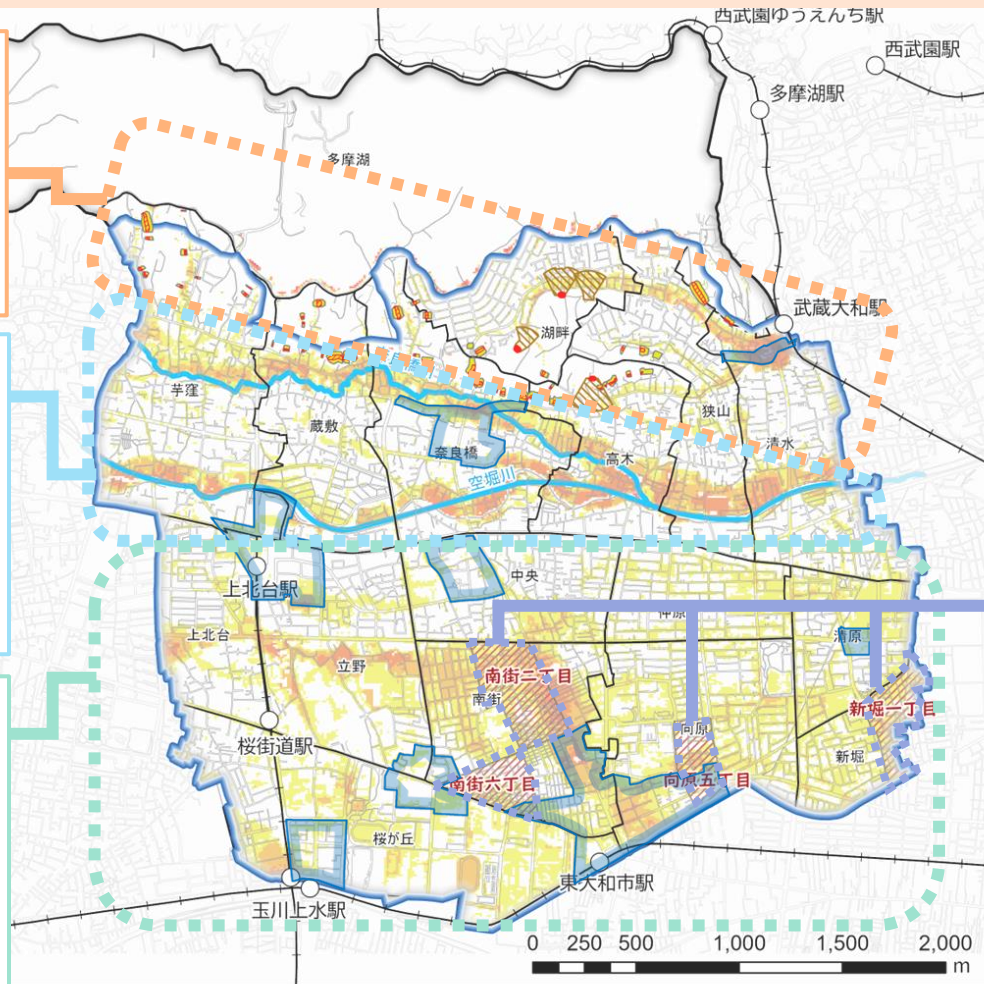 西武園ゆうえんち駅
西武園駅
多摩湖駅
多摩湖
武蔵大和駅
湖畔
芋窪
蔵敷
狭山
清水
奈良橋
高木
空堀川
上北台駅
中央
仲原
清原
上北台
立野
南街二丁目
南街
新堀一丁目
向原
桜街道駅
新堀
南街六丁目
向原五丁目
桜が丘
東大和市駅
玉川上水駅
0 250 500 1,000 1,500 2,000
m